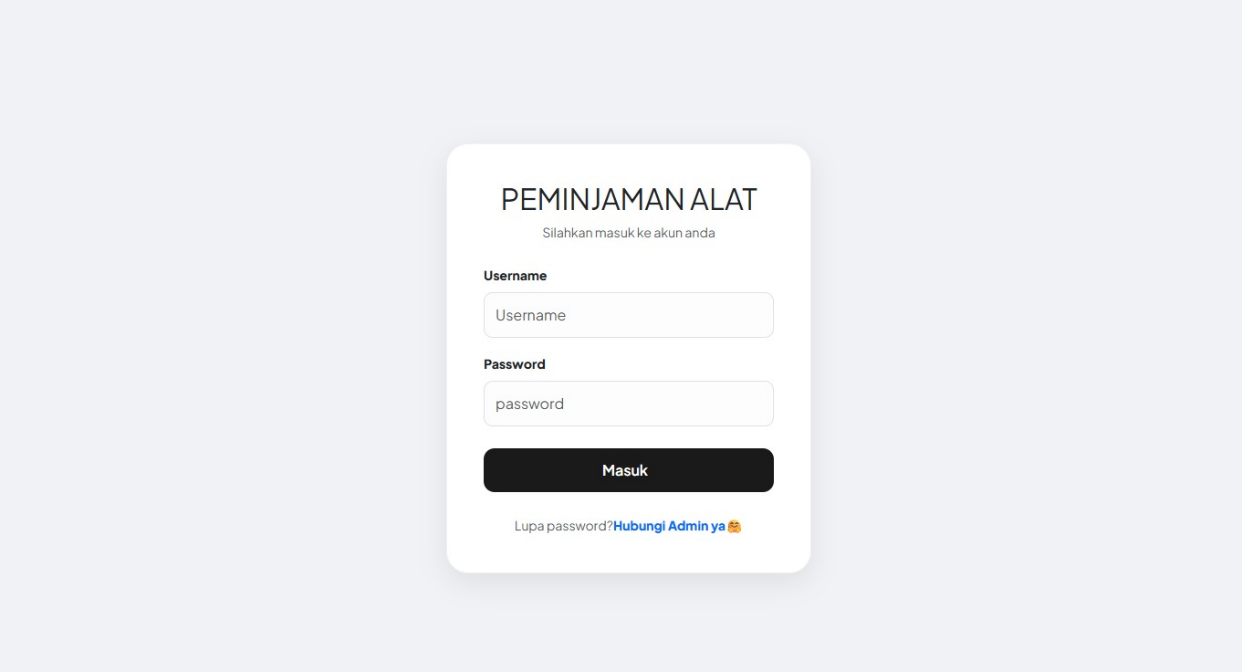 PEMINJAMAN ALAT
Silahkan masuk ke akun anda
Username
Username
Password
password
Masuk
Lupa password?Hubungi Admin ya 🤗